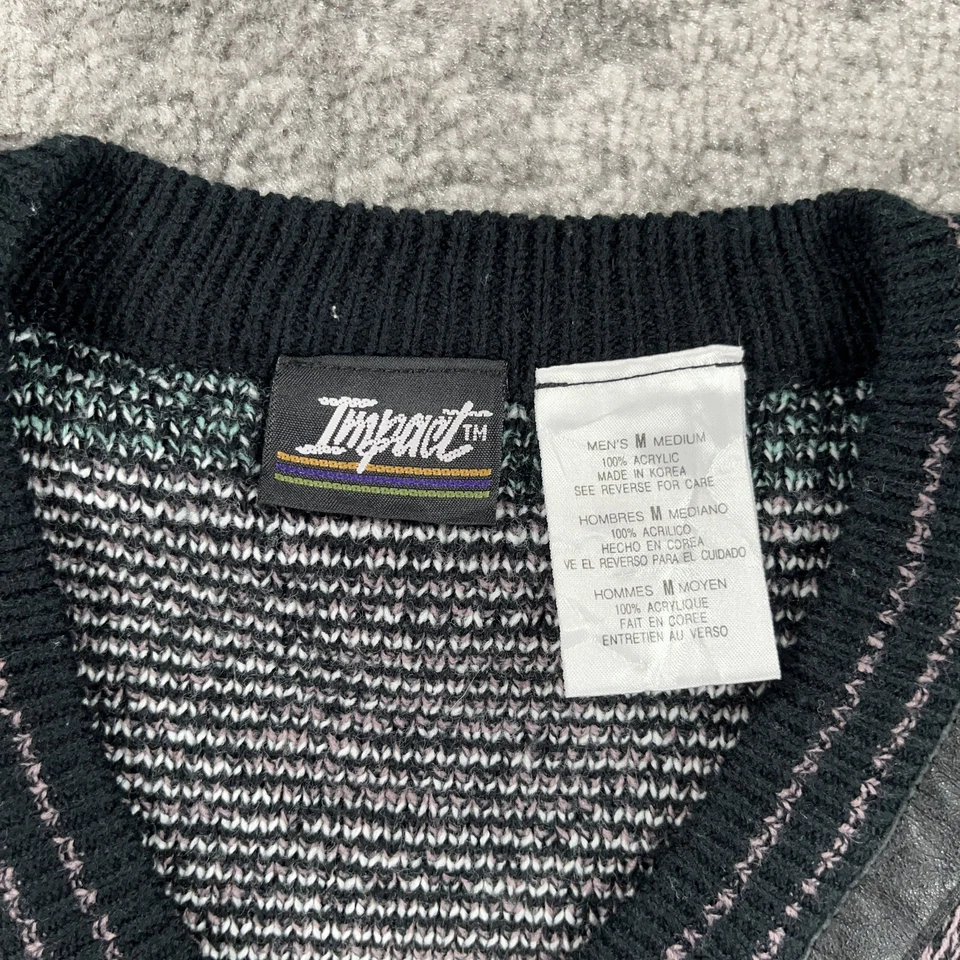 Impact™
MEN'S M MEDIUM
100% ACRYLIC
MADE IN KOREA
SEE REVERSE FOR CARE
HOMBRES M MEDIANO
100% ACRILICO
HECHO EN COREA
VE EL REVERSO PARA EL CUIDADO
HOMMES M MOYEN
100% ACRYLIQUE
FAIT EN COREE
ENTRETIEN AU VERSO